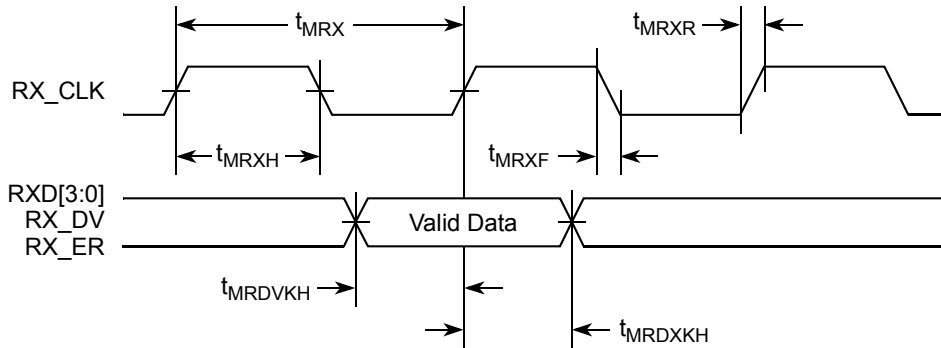 tMRX
tMRXR
RX_CLK
tMRXH
tMRXF
RXD[3:0]
RX_DV
Valid Data
RX_ER
tMRDVKH
tMRDXKH